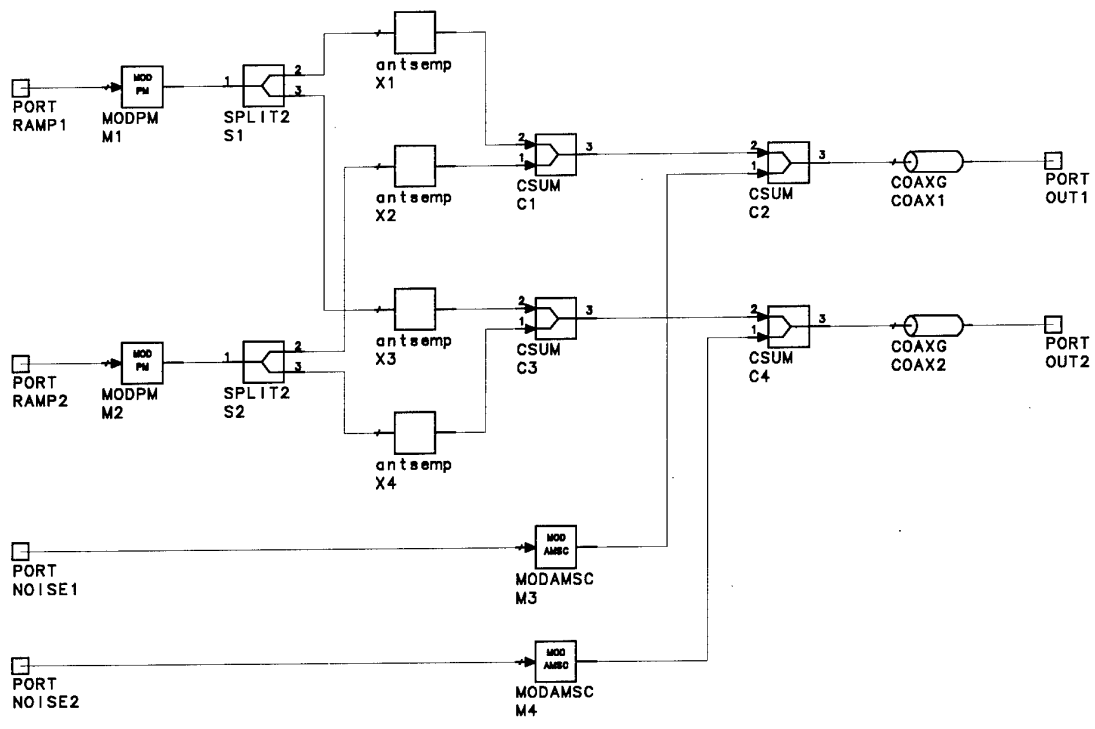 antsemp
X1
PORT
RAMP1
MOD
PM
MODPM
M1
1
2
3
SPLIT2
S1
antsemp
X2
2
1
3
CSUM
C1
2
1
3
CSUM
C2
COAXG
COAX1
PORT
OUT1
antsemp
X3
2
1
3
CSUM
C3
2
1
3
CSUM
C4
COAXG
COAX2
PORT
OUT2
PORT
RAMP2
MOD
PM
MODPM
M2
1
2
3
SPLIT2
S2
antsemp
X4
PORT
NOISE1
MOD
AMSC
MODAMSC
M3
PORT
NOISE2
MOD
AMSC
MODAMSC
M4